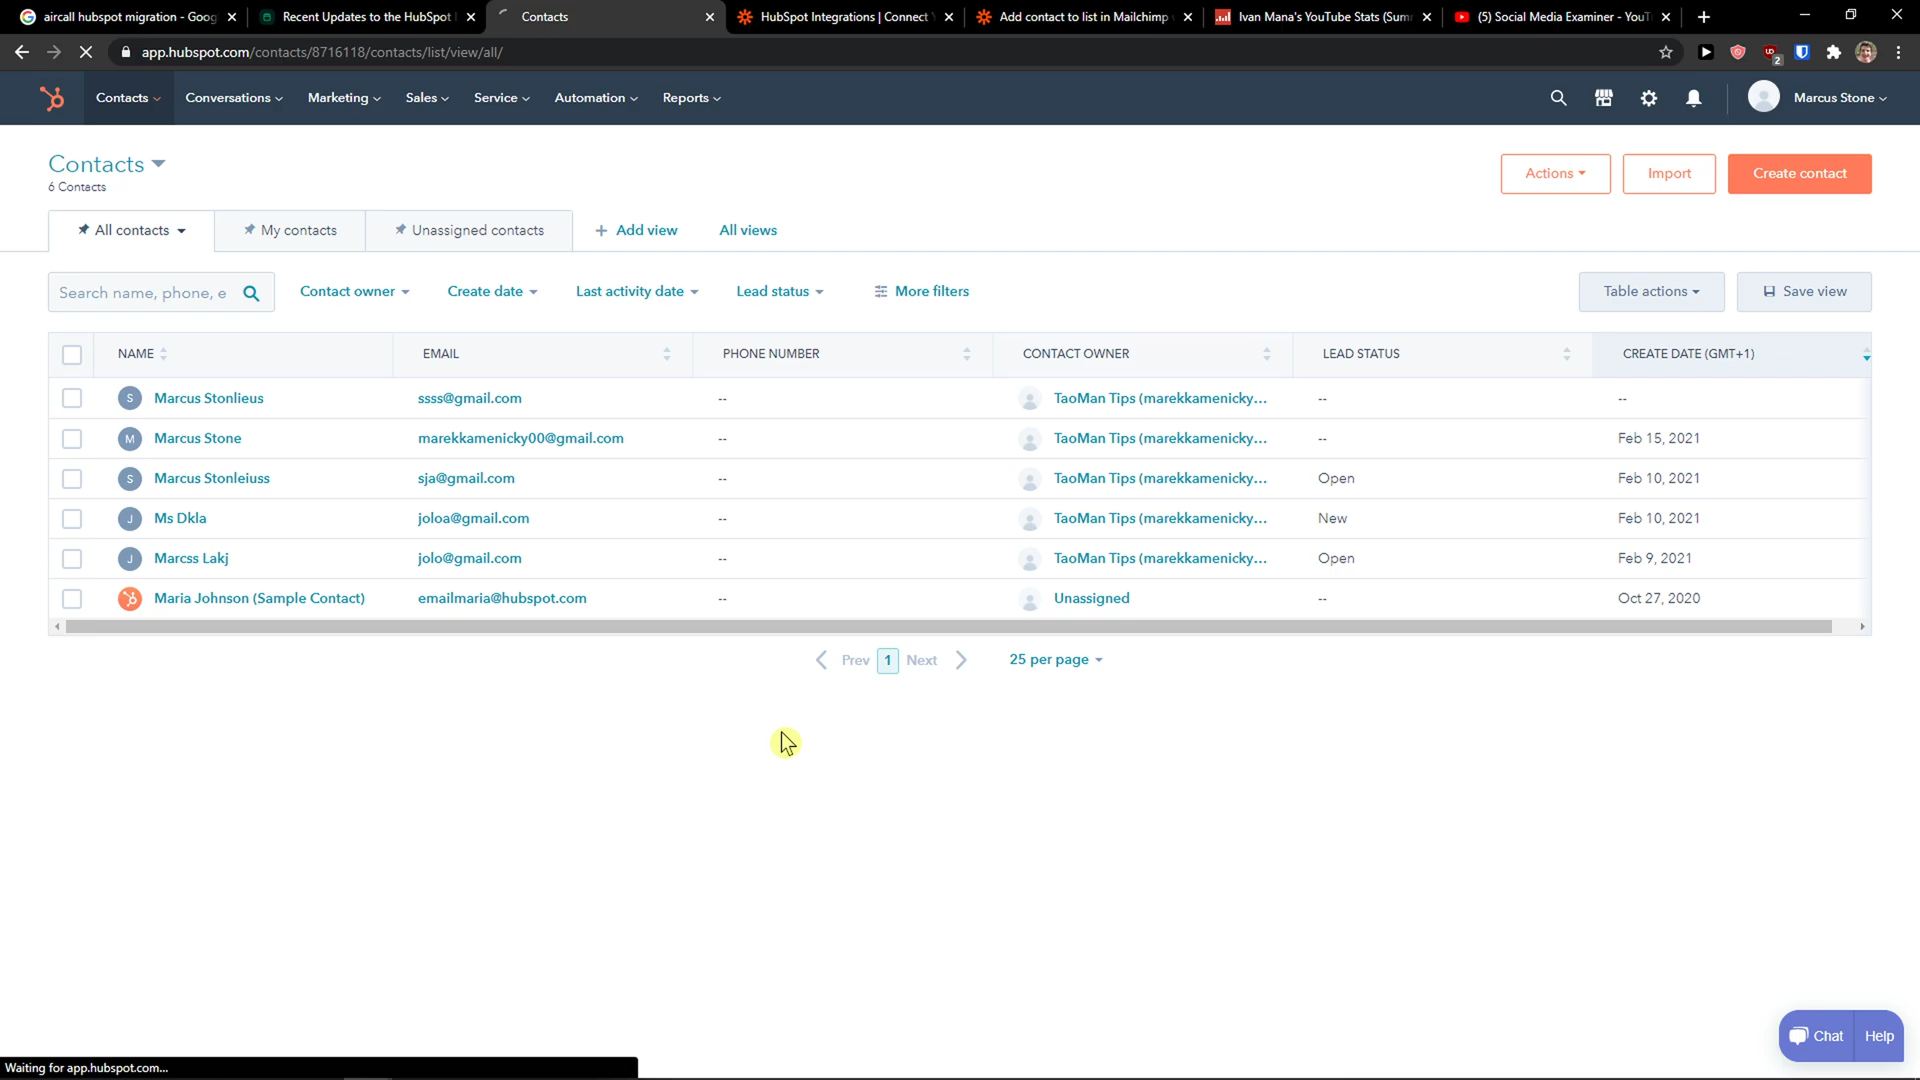 aircall hubspot migration - Goog
Recent Updates to the HubSpot
Contacts
HubSpot Integrations | Connect Y
Add contact to list in Mailchimp
Ivan Mana's YouTube Stats (Sum
(5) Social Media Examiner - YouT
app.hubspot.com/contacts/8716118/contacts/list/view/all/
2
Contacts
Conversations
Marketing
Sales
Service
Automation
Reports
Marcus Stone
Contacts
6 Contacts
Actions
Import
Create contact
All contacts
My contacts
Unassigned contacts
+ Add view
All views
Search name, phone, e
Contact owner
Create date
Last activity date
Lead status
More filters
Table actions
Save view
NAME EMAIL PHONE NUMBER CONTACT OWNER LEAD STATUS CREATE DATE (GMT+1)
S Marcus Stonlieus ssss@gmail.com -- TaoMan Tips (marekkamenicky... -- --
M Marcus Stone marekkamenicky00@gmail.com -- TaoMan Tips (marekkamenicky... -- Feb 15, 2021
S Marcus Stonleiuss sja@gmail.com -- TaoMan Tips (marekkamenicky... Open Feb 10, 2021
J Ms Dkla joloa@gmail.com -- TaoMan Tips (marekkamenicky... New Feb 10, 2021
J Marcss Lakj jolo@gmail.com -- TaoMan Tips (marekkamenicky... Open Feb 9, 2021
Maria Johnson (Sample Contact) emailmaria@hubspot.com -- Unassigned -- Oct 27, 2020
Prev 1 Next 25 per page
Chat Help
Waiting for app.hubspot.com...